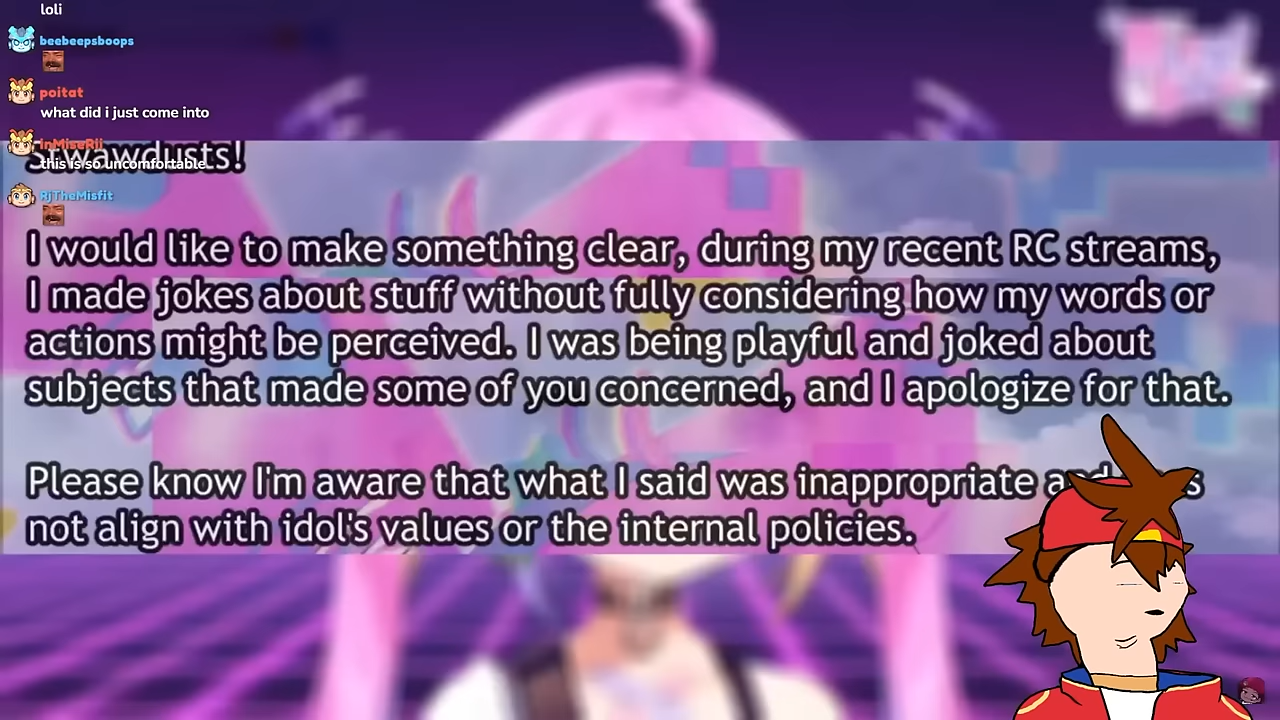 loli
beebeepsboops
poitat
what did i just come into
InMiseRii
this is so uncomfortable
RjTheMisfit
Sawawdusts!
I would like to make something clear, during my recent RC streams,
I made jokes about stuff without fully considering how my words or
actions might be perceived. I was being playful and joked about
subjects that made some of you concerned, and I apologize for that.
Please know I'm aware that what I said was inappropriate
not align with idol's values or the internal policies.